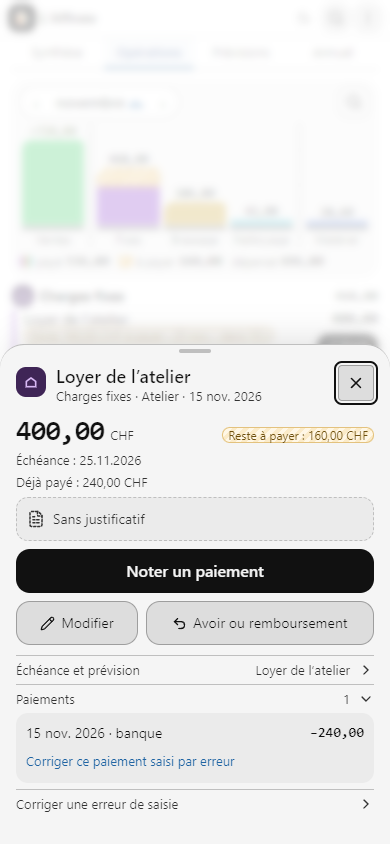 Loyer de l'atelier
Charges fixes · Atelier · 15 nov. 2026
400,00 CHF
Reste à payer : 160,00 CHF
Échéance : 25.11.2026
Déjà payé : 240,00 CHF
Sans justificatif
Noter un paiement
Modifier
Avoir ou remboursement
Échéance et prévision
Loyer de l'atelier
Paiements
1
15 nov. 2026 · banque
-240,00
Corriger ce paiement saisi par erreur
Corriger une erreur de saisie